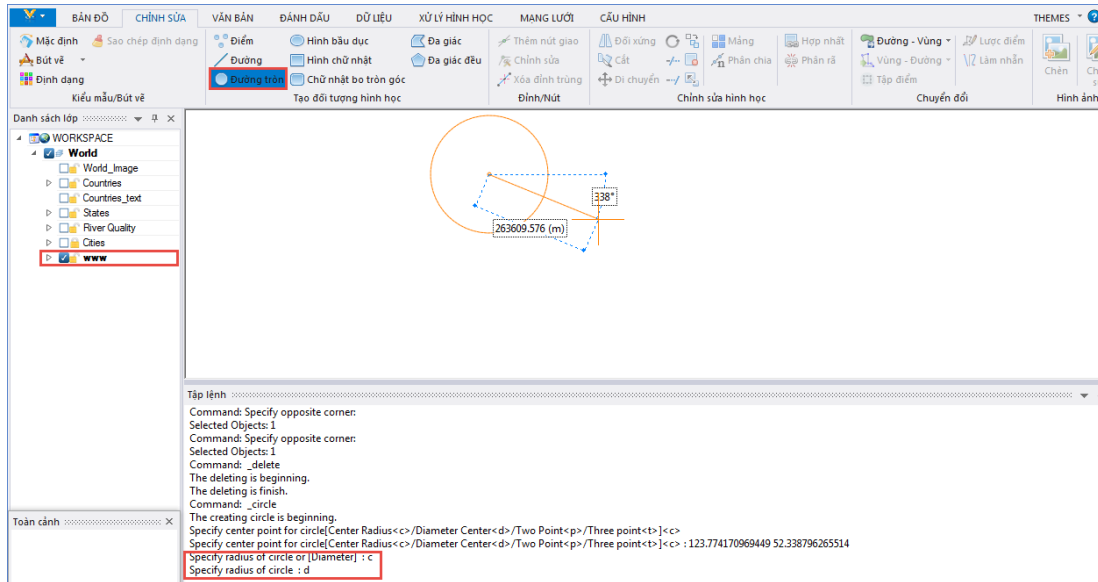 BẢN ĐỒ CHỈNH SỬA VĂN BẢN ĐÁNH DẤU DỮ LIỆU XỬ LÝ HÌNH HỌC MẠNG LƯỚI CẤU HÌNH THEMES
Mặc định Sao chép định dạng Điểm Hình bầu dục Đa giác Thêm nút giao Đối xứng Mảng Hợp nhất Đường - Vùng Lược điểm
Bút vẽ Đường Hình chữ nhật Đa giác đều Chỉnh sửa Cắt Phân chia Phân rã Vùng - Đường Làm nhẵn
Định dạng Đường tròn Chữ nhật bo tròn góc Xóa đỉnh trùng Di chuyển Tập điểm Chèn
Kiểu mẫu/Bút vẽ Tạo đối tượng hình học Đỉnh/Nút Chỉnh sửa hình học Chuyển đổi Hình ảnh
Danh sách lớp
WORKSPACE
World
World_Image
Countries
Countries_text
States
River Quality
Cities
www
338°
263609.576 (m)
Tập lệnh
Command: Specify opposite corner:
Selected Objects: 1
Command: Specify opposite corner:
Selected Objects: 1
Command: _delete
The deleting is beginning.
The deleting is finish.
Command: _circle
The creating circle is beginning.
Specify center point for circle[Center Radius<c>/Diameter Center<d>/Two Point<p>/Three point<t>]<c>
Specify center point for circle[Center Radius<c>/Diameter Center<d>/Two Point<p>/Three point<t>]<c> : 123.774170969449 52.338796265514
Specify radius of circle or [Diameter] : c
Specify radius of circle : d
Toàn cảnh